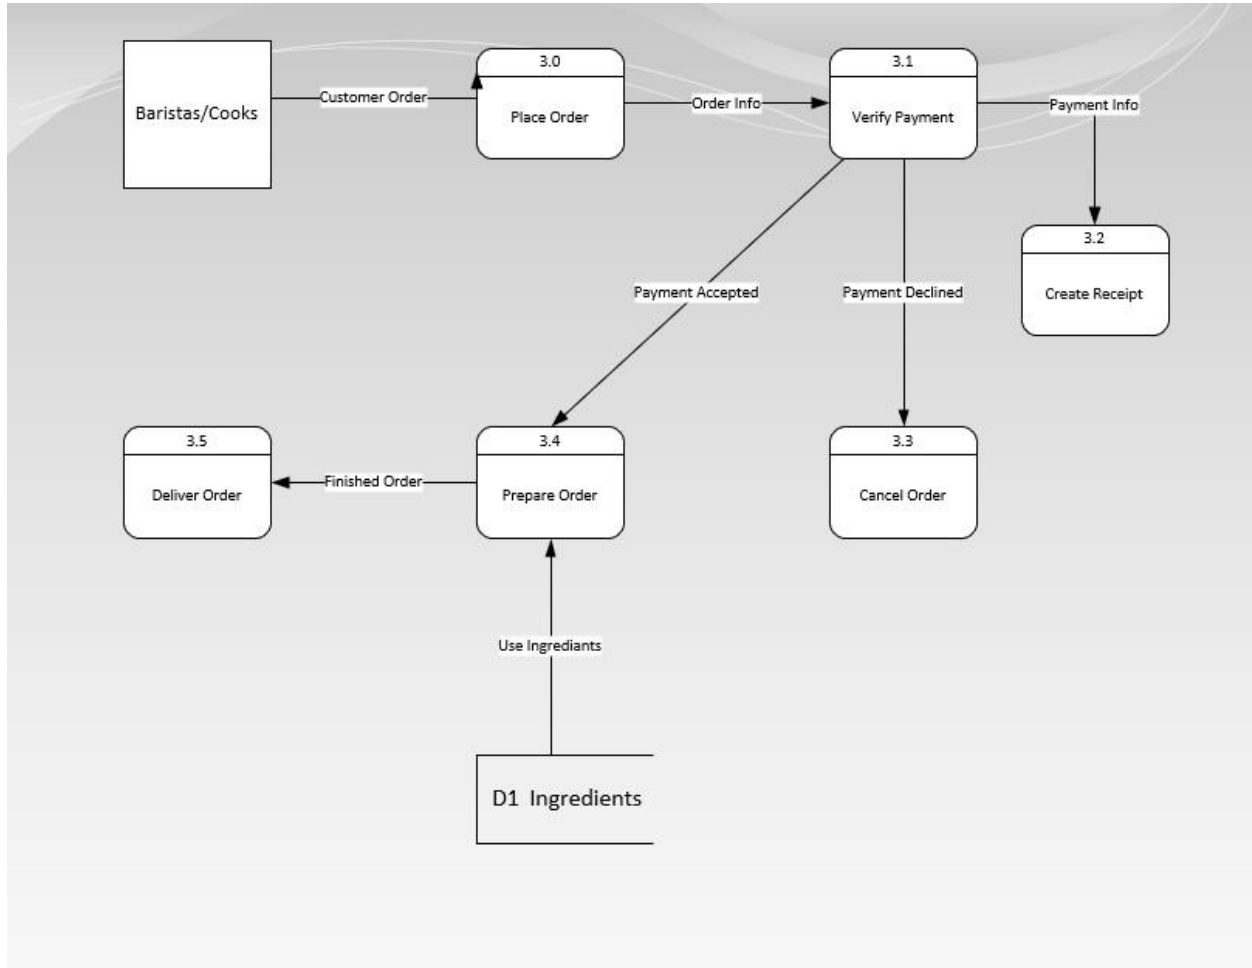 3.0
3.1
Baristas/Cooks
Customer Order
Place Order
Order Info
Verify Payment
Payment Info
3.2
Create Receipt
Payment Accepted
Payment Declined
3.5
3.4
3.3
Deliver Order
Finished Order
Prepare Order
Cancel Order
Use Ingrediants
D1 Ingredients